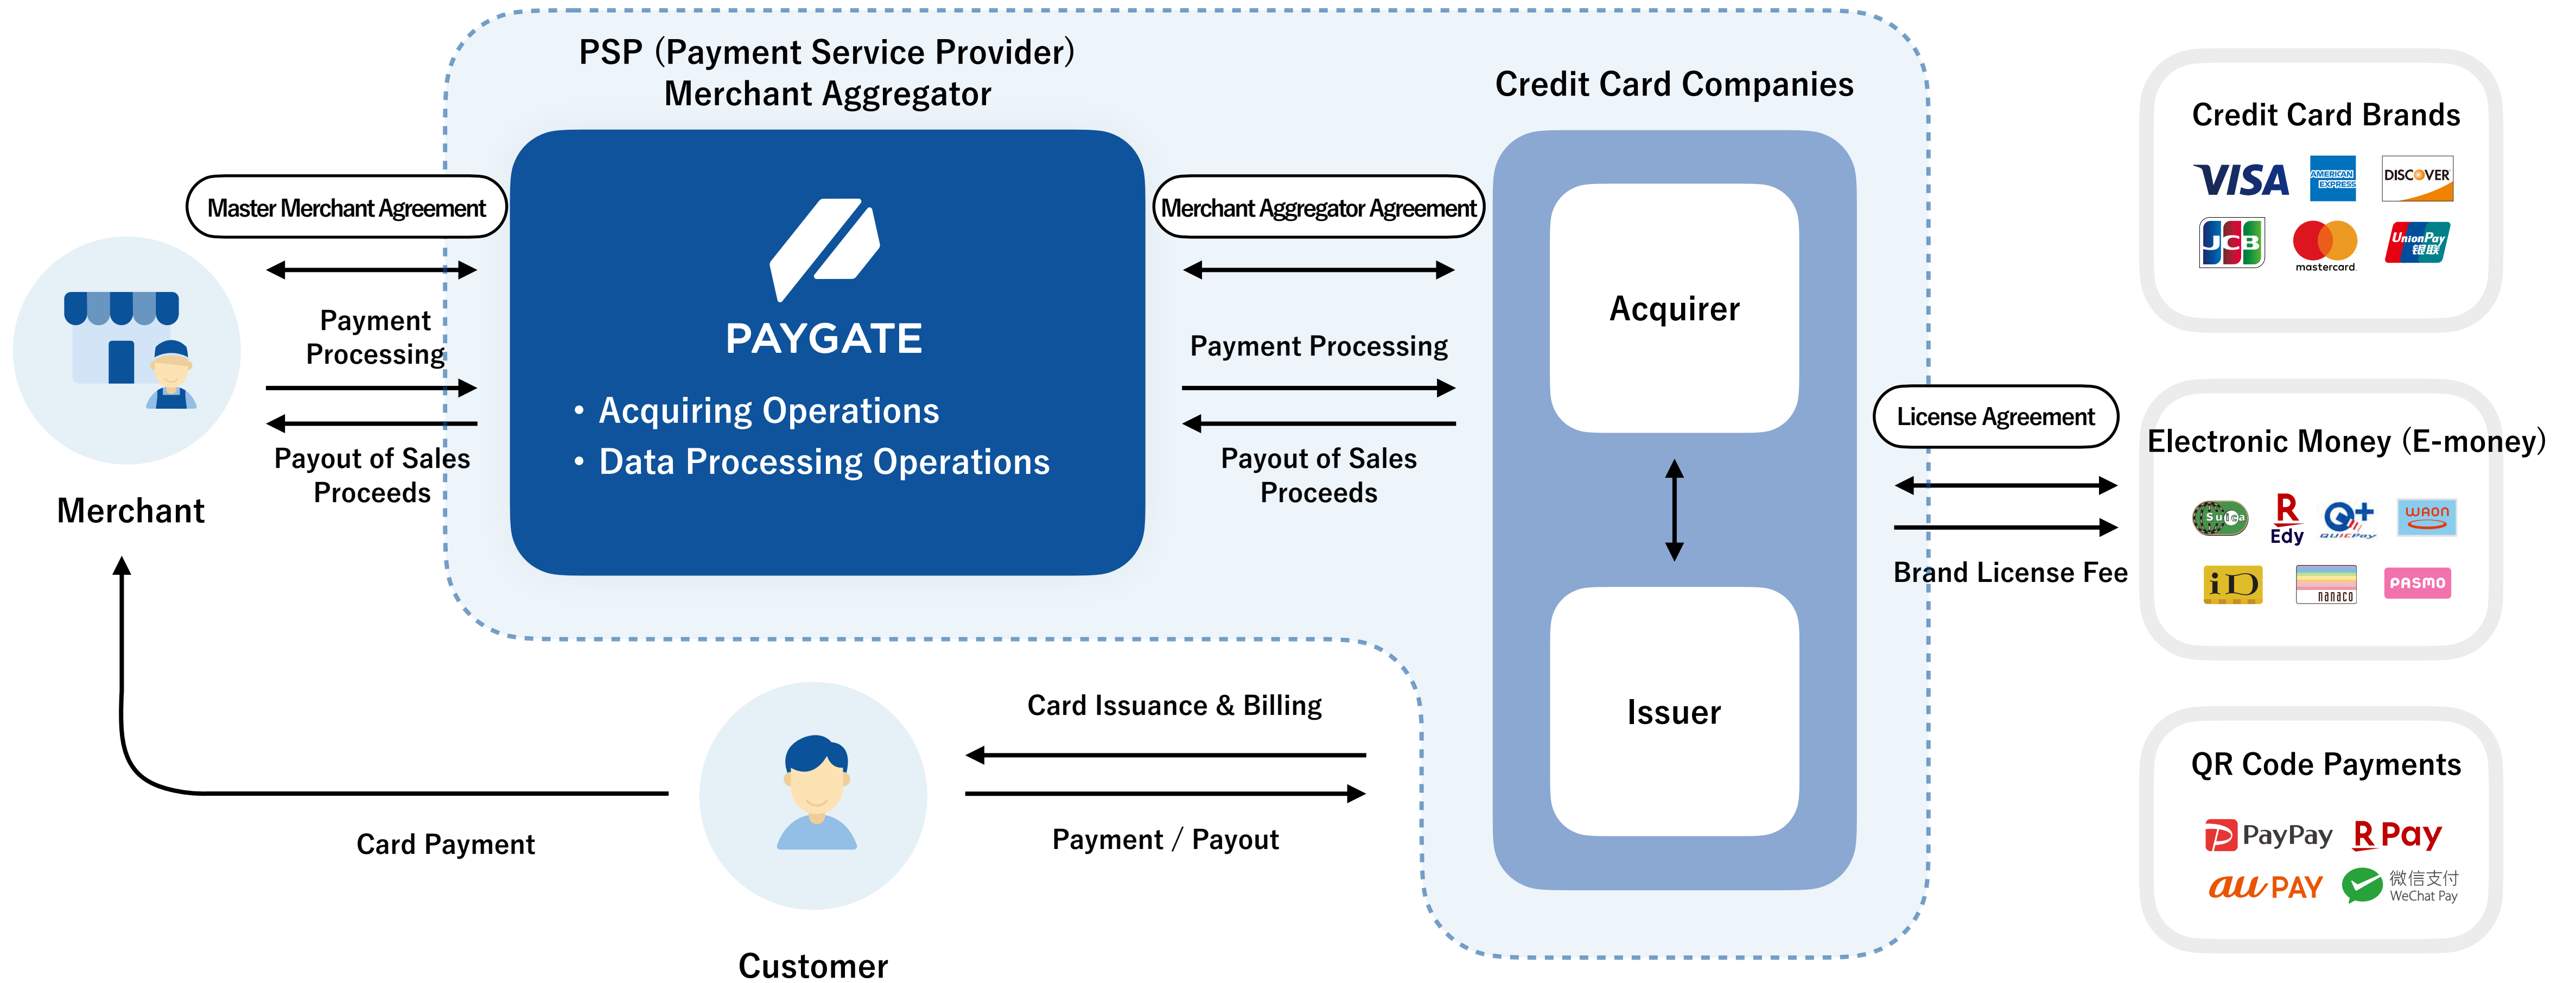 PSP (Payment Service Provider)
Merchant Aggregator
Master Merchant Agreement
Payment
Processing
Payout of Sales
Proceeds
Merchant
PAYGATE
• Acquiring Operations
• Data Processing Operations
Merchant Aggregator Agreement
Payment Processing
Payout of Sales
Proceeds
Credit Card Companies
Acquirer
Issuer
License Agreement
Brand License Fee
Card Payment
Customer
Card Issuance & Billing
Payment / Payout
Credit Card Brands
VISA
AMERICAN
EXPRESS
DISCOVER
JCB
mastercard.
UnionPay
银联
Electronic Money (E-money)
Suica
R
Edy
Q+
QUICPay
WAON
iD
nanaco
PASMO
QR Code Payments
P PayPay
R Pay
au PAY
微信支付
WeChat Pay